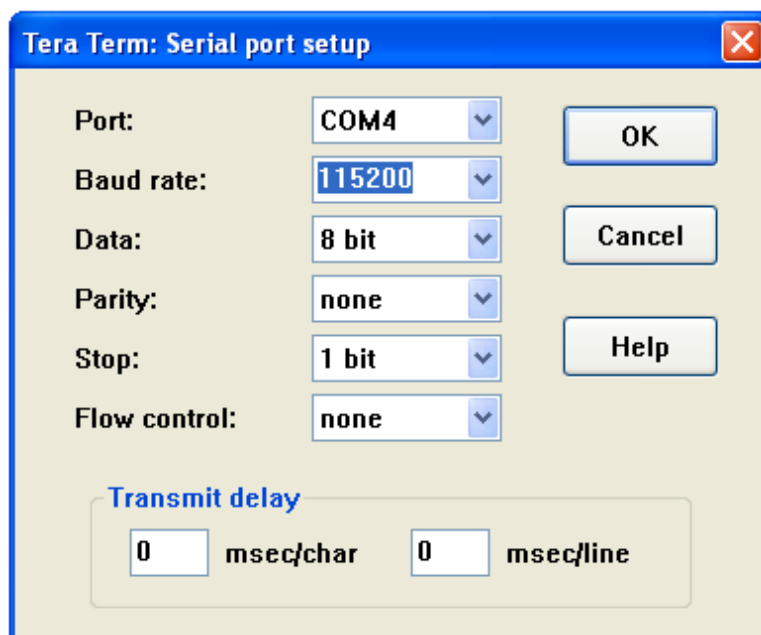 Tera Term: Serial port setup
Port: COM4 OK
Baud rate: 115200
Data: 8 bit Cancel
Parity: none
Stop: 1 bit Help
Flow control: none
Transmit delay
0 msec/char 0 msec/line